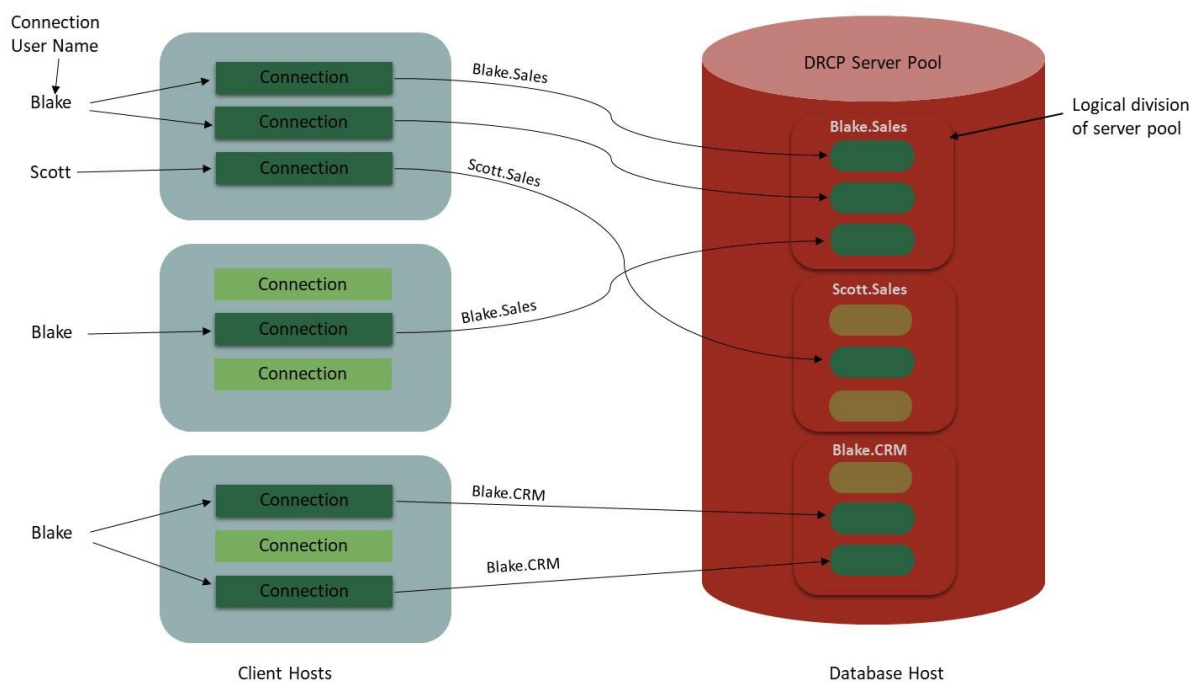 Connection
User Name
Blake
Scott
Blake
Blake
Connection
Connection
Connection
Connection
Connection
Connection
Connection
Connection
Connection
Client Hosts
Blake.Sales
Scott.Sales
Blake.Sales
Blake.CRM
Blake.CRM
DRCP Server Pool
Blake.Sales
Scott.Sales
Blake.CRM
Database Host
Logical division
of server pool